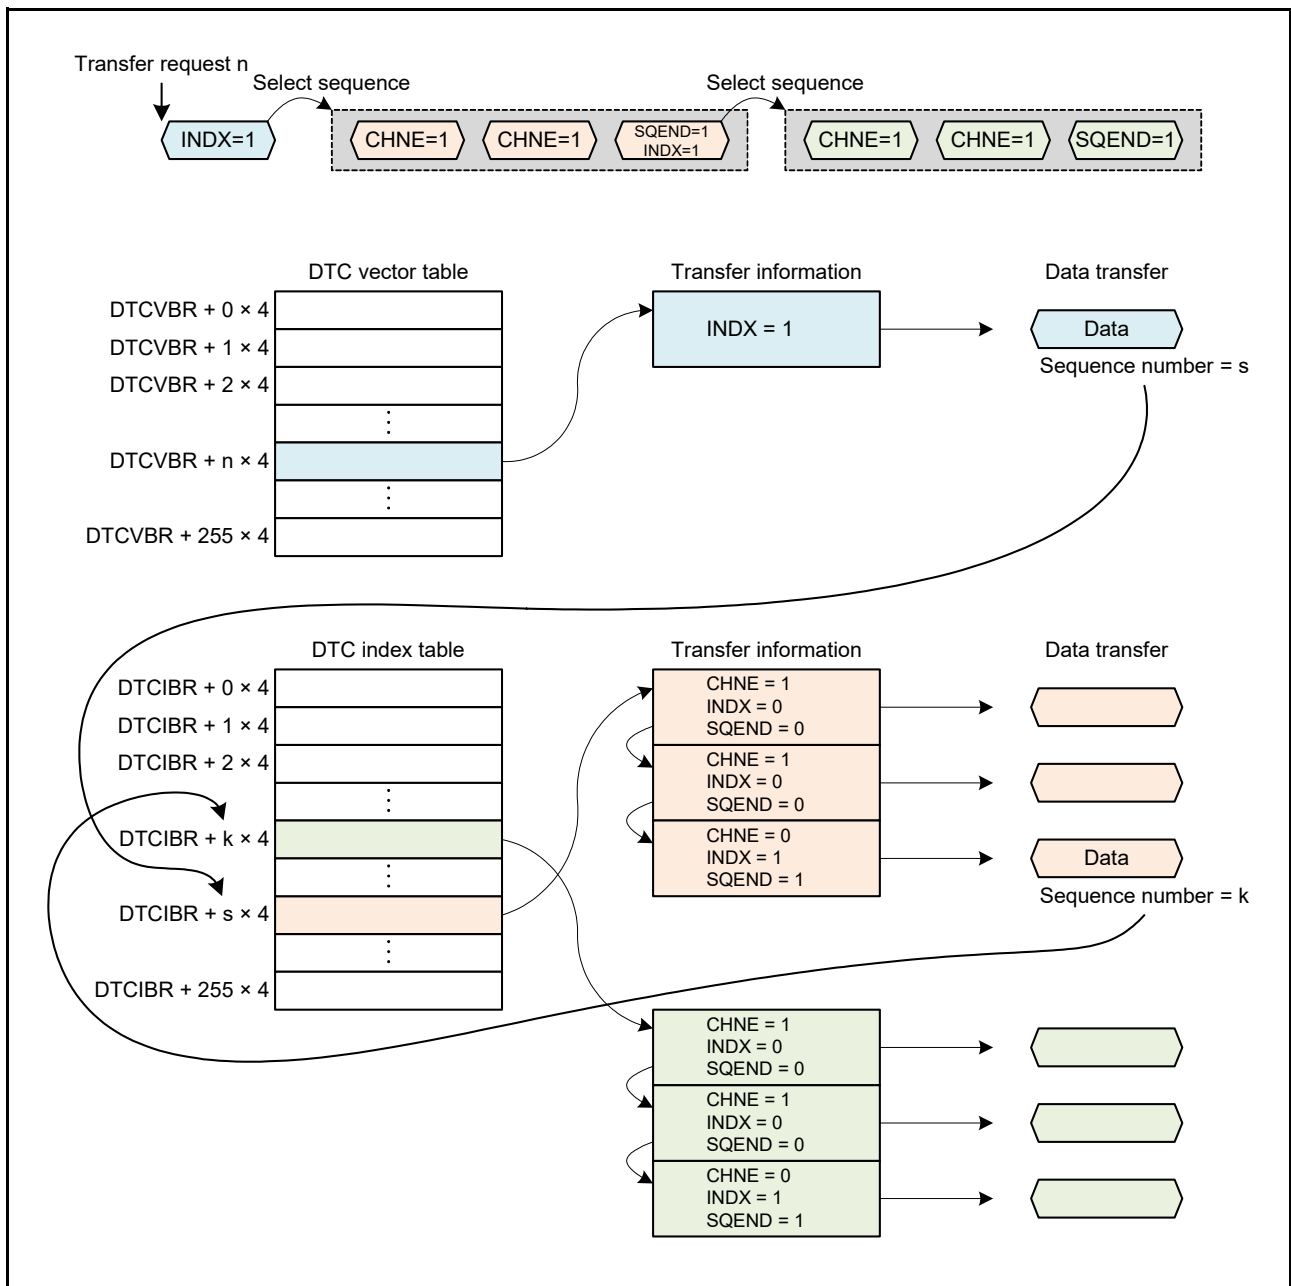 Transfer request n
Select sequence
Select sequence
INDX=1
CHNE=1
CHNE=1
SQEND=1
INDX=1
CHNE=1
CHNE=1
SQEND=1
DTC vector table
Transfer information
Data transfer
DTCVBR + 0 × 4
DTCVBR + 1 × 4
DTCVBR + 2 × 4
⋮
DTCVBR + n × 4
⋮
DTCVBR + 255 × 4
INDX = 1
Data
Sequence number = s
DTC index table
Transfer information
Data transfer
DTCIBR + 0 × 4
DTCIBR + 1 × 4
DTCIBR + 2 × 4
⋮
DTCIBR + k × 4
⋮
DTCIBR + s × 4
⋮
DTCIBR + 255 × 4
CHNE = 1
INDX = 0
SQEND = 0
CHNE = 1
INDX = 0
SQEND = 0
CHNE = 0
INDX = 1
SQEND = 1
Data
Sequence number = k
CHNE = 1
INDX = 0
SQEND = 0
CHNE = 1
INDX = 0
SQEND = 0
CHNE = 0
INDX = 1
SQEND = 1